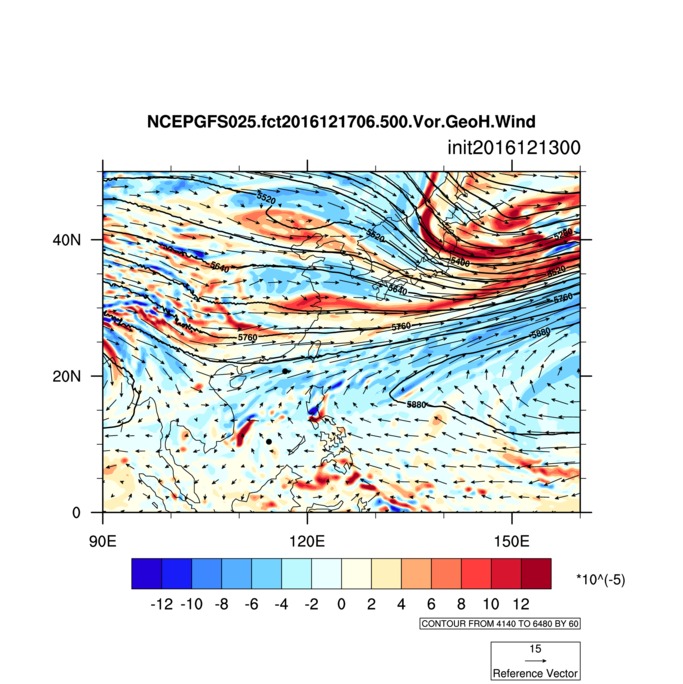 NCEPGFS025.fct2016121706.500.Vor.GeoH.Wind
init2016121300
5520
5520
5280
40N
5400
5640
5640
5520
5760
5760
5760
5880
20N
5880
0
90E 120E 150E
*10^(-5)
-12 -10 -8 -6 -4 -2 0 2 4 6 8 10 12
CONTOUR FROM 4140 TO 6480 BY 60
15
Reference Vector